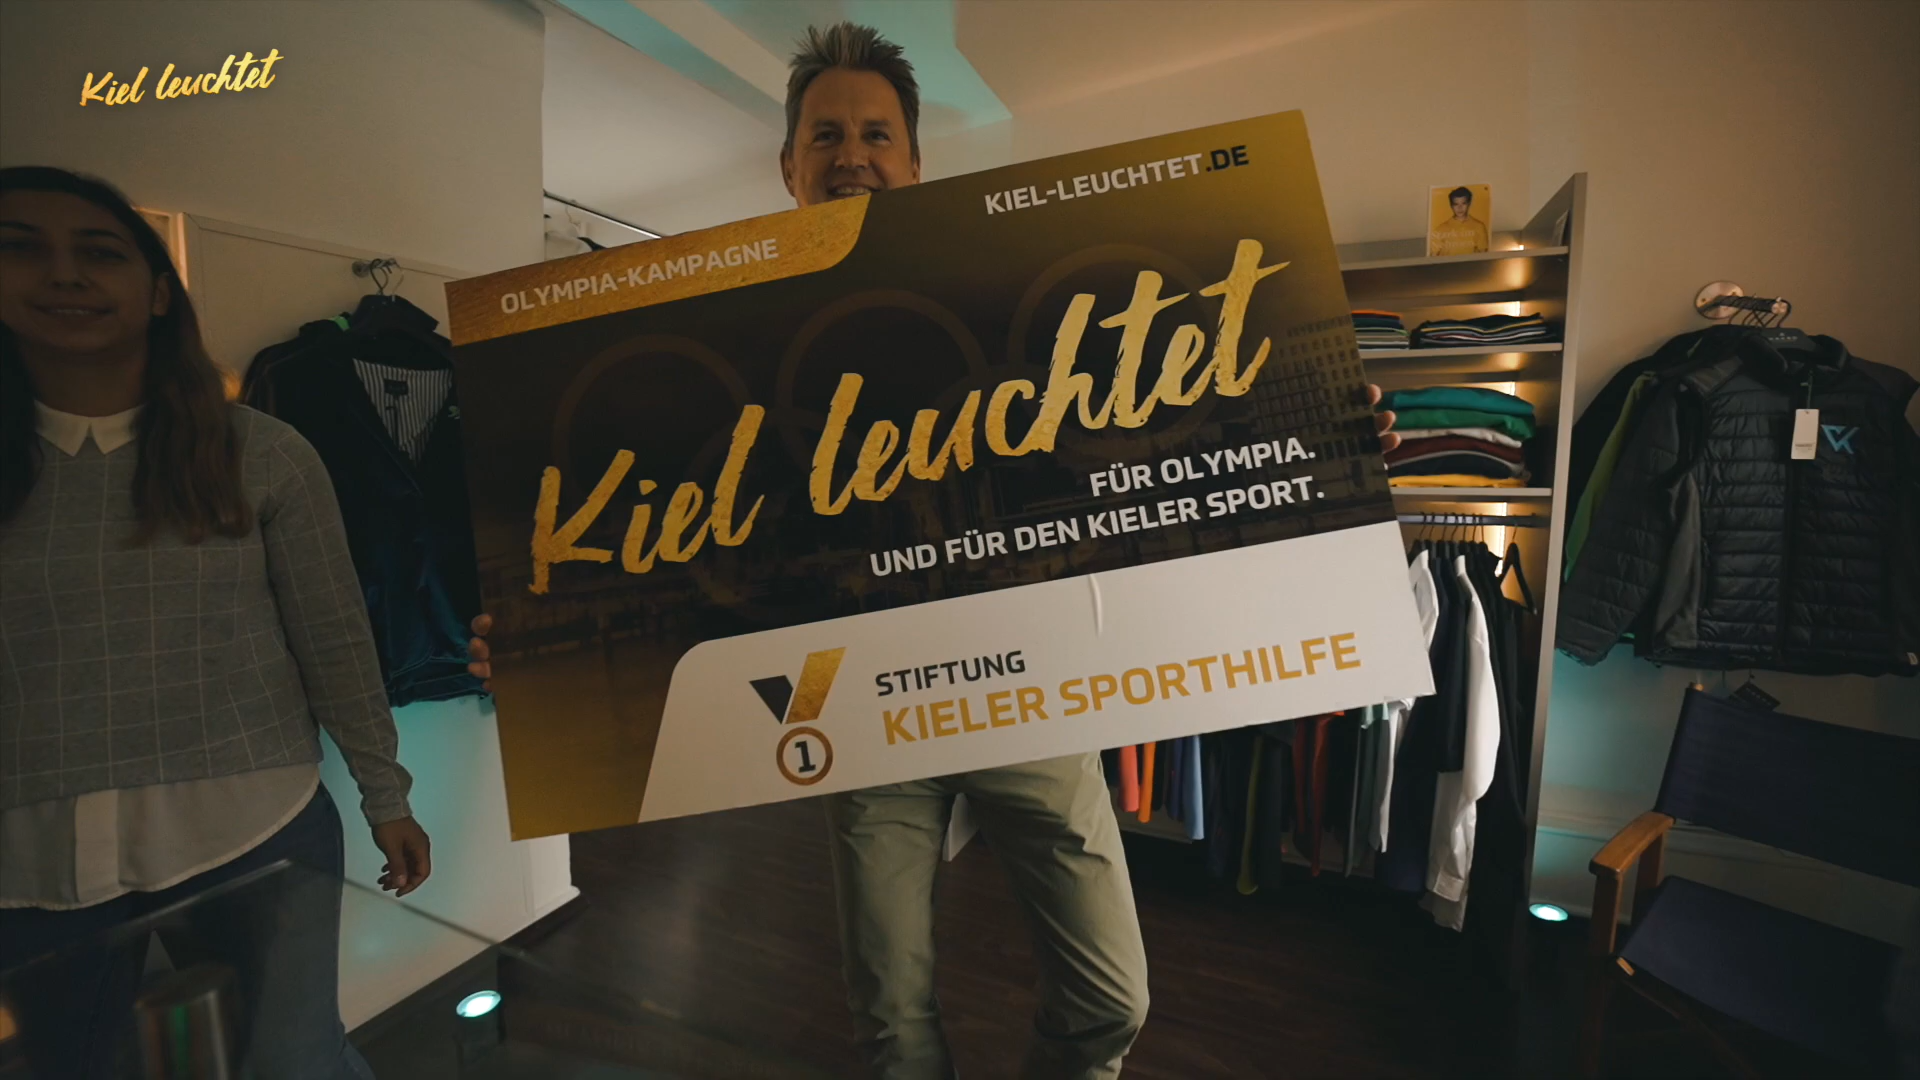 Kiel leuchtet
KIEL-LEUCHTET.DE
OLYMPIA-KAMPAGNE
Kiel leuchtet
FÜR OLYMPIA.
UND FÜR DEN KIELER SPORT.
STIFTUNG
KIELER SPORTHILFE
1